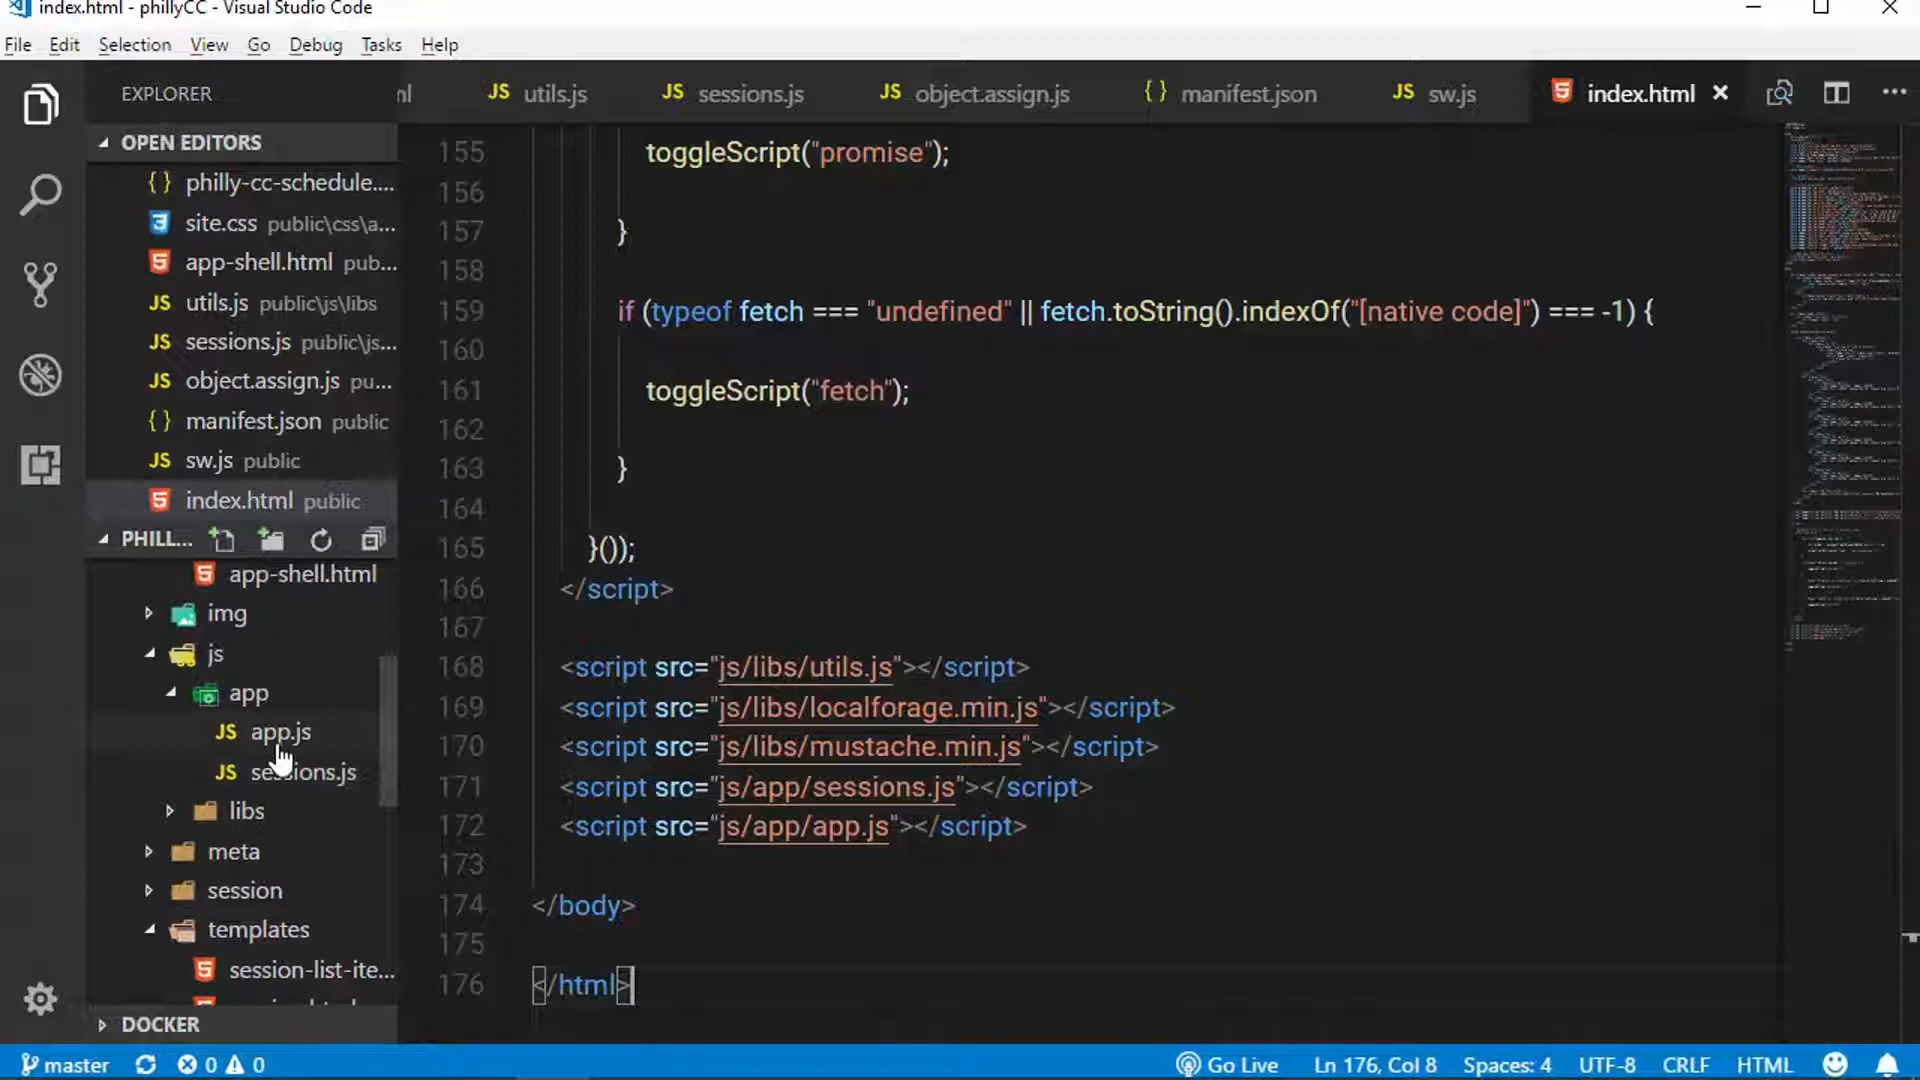 index.html - phillyCC - Visual Studio Code
File Edit Selection View Go Debug Tasks Help
EXPLORER
OPEN EDITORS
philly-cc-schedule....
site.css public\css\a...
app-shell.html pub...
utils.js public\js\libs
sessions.js public\js...
object.assign.js pu...
manifest.json public
sw.js public
index.html public
PHILL...
app-shell.html
img
js
app
JS app.js
JS sessions.js
libs
meta
session
templates
session-list-ite...
DOCKER
JS utils.js JS sessions.js JS object.assign.js { } manifest.json JS sw.js index.html
155 toggleScript("promise");
156
157 }
158
159 if (typeof fetch === "undefined" || fetch.toString().indexOf("[native code]") === -1) {
160
161 toggleScript("fetch");
162
163 }
164
165 }());
166 </script>
167
168 <script src="js/libs/utils.js"></script>
169 <script src="js/libs/localforage.min.js"></script>
170 <script src="js/libs/mustache.min.js"></script>
171 <script src="js/app/sessions.js"></script>
172 <script src="js/app/app.js"></script>
173
174 </body>
175
176 </html>
master 0 0 Go Live Ln 176, Col 8 Spaces: 4 UTF-8 CRLF HTML